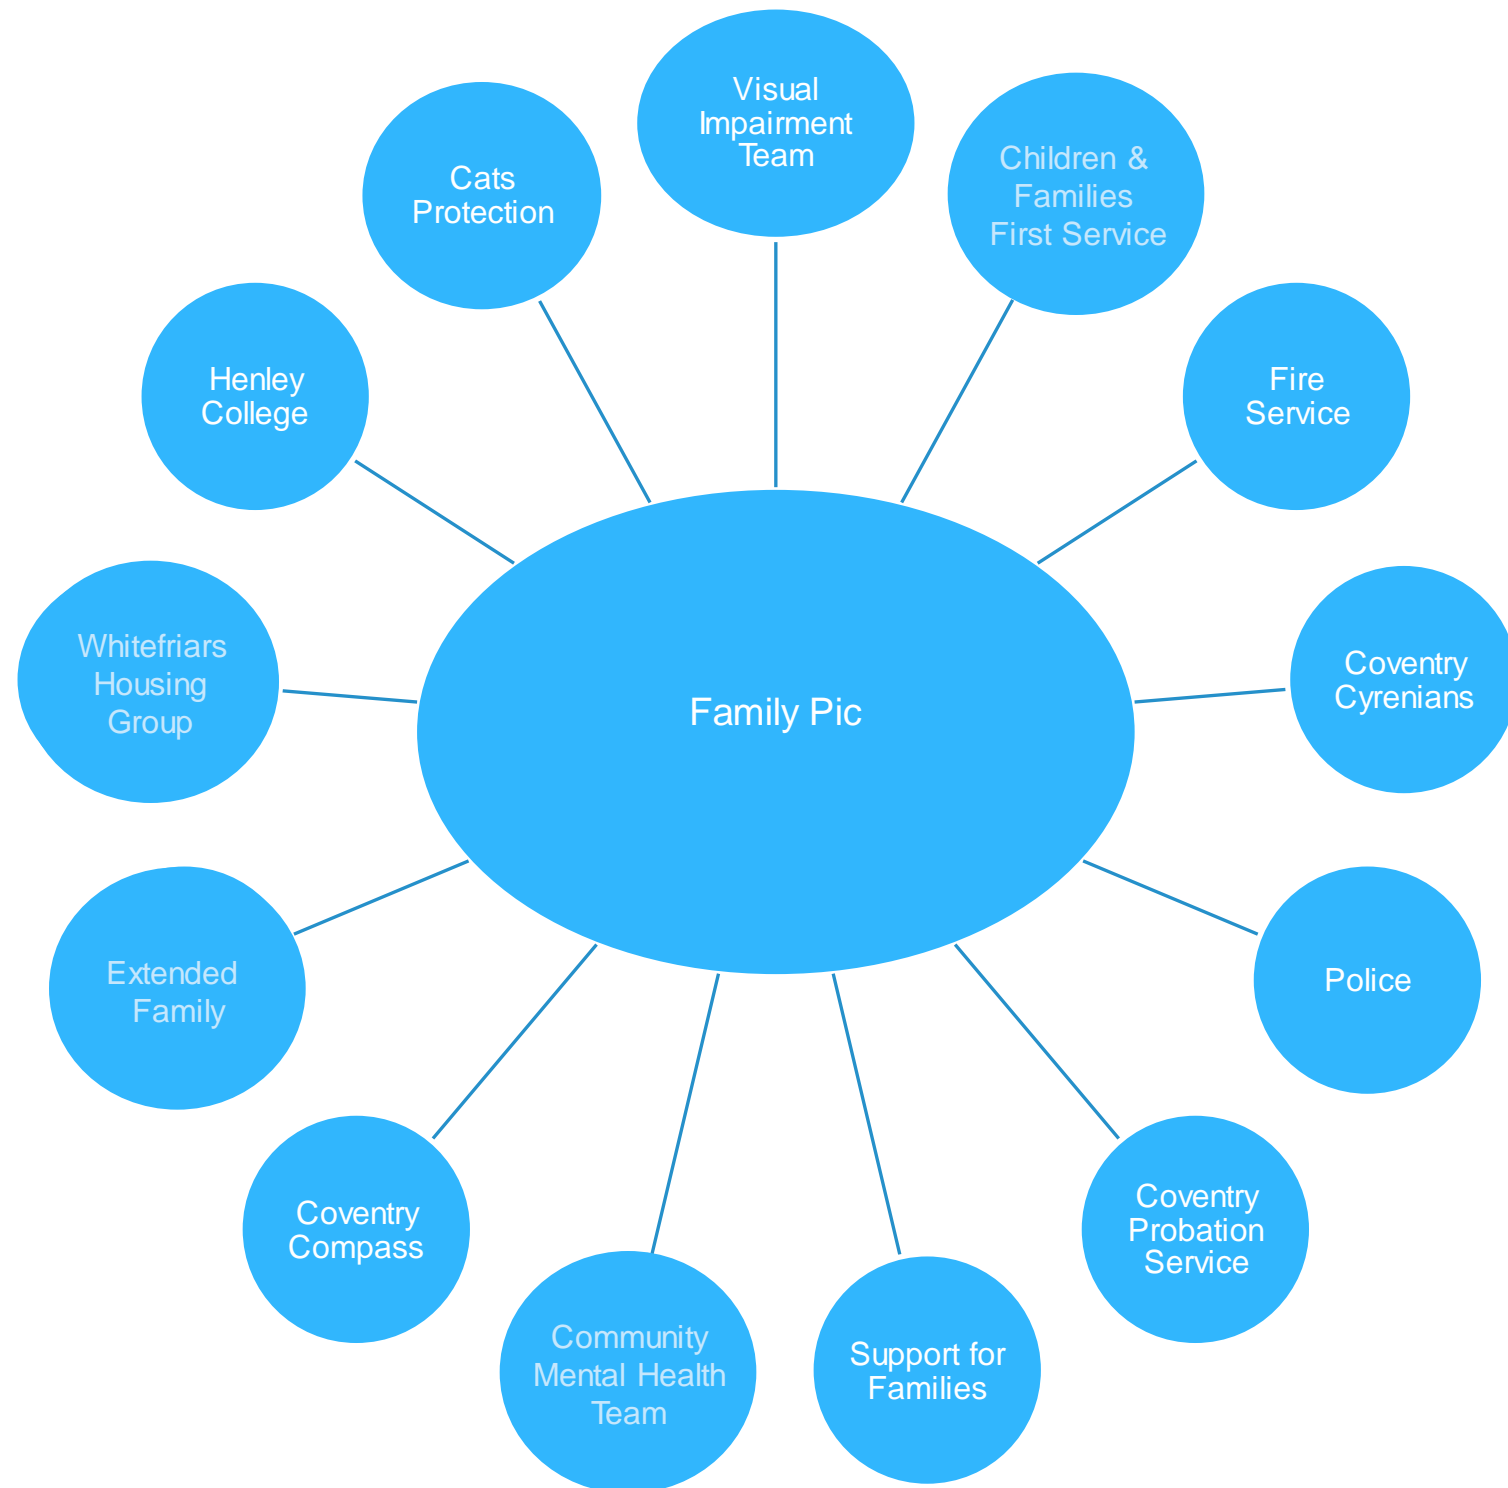 Visual
Impairment
Team
Children &
Families
First Service
Fire
Service
Coventry
Cyrenians
Police
Coventry
Probation
Service
Support for
Families
Community
Mental Health
Team
Coventry
Compass
Extended
Family
Whitefriars
Housing
Group
Henley
College
Cats
Protection
Family Pic